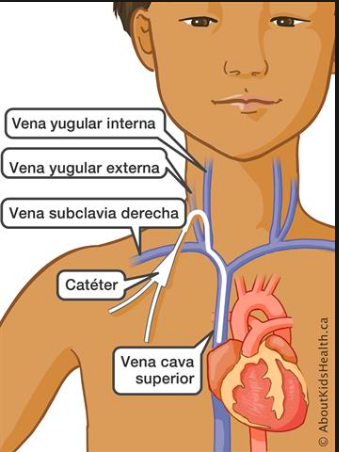 Vena yugular interna
Vena yugular externa
Vena subclavia derecha
Catéter
Vena cava
superior
© AboutKidsHealth.ca